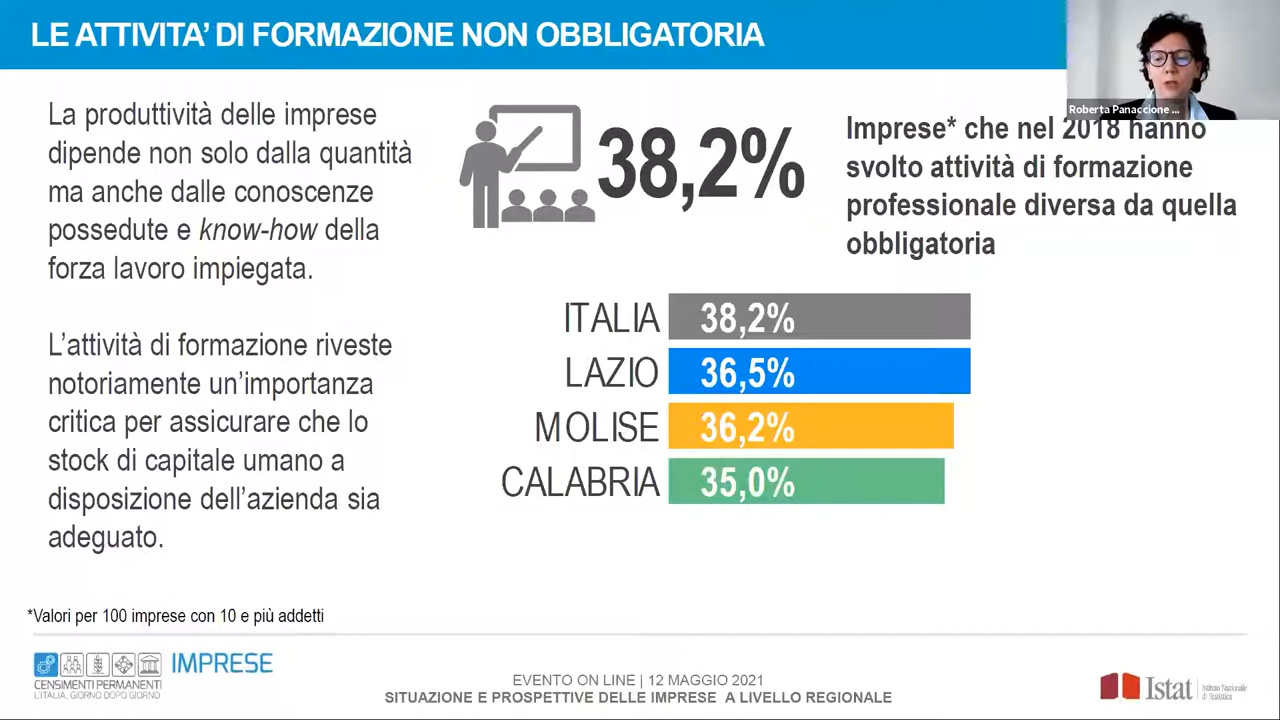 LE ATTIVITA' DI FORMAZIONE NON OBBLIGATORIA
Roberta Panaccione ...
La produttività delle imprese
dipende non solo dalla quantità
ma anche dalle conoscenze
possedute e know-how della
forza lavoro impiegata.
L'attività di formazione riveste
notoriamente un'importanza
critica per assicurare che lo
stock di capitale umano a
disposizione dell'azienda sia
adeguato.
38,2%
Imprese* che nel 2018 hanno
svolto attività di formazione
professionale diversa da quella
obbligatoria
ITALIA 38,2%
LAZIO 36,5%
MOLISE 36,2%
CALABRIA 35,0%
*Valori per 100 imprese con 10 e più addetti
IMPRESE
CENSIMENTI PERMANENTI
L'ITALIA, GIORNO DOPO GIORNO
EVENTO ON LINE | 12 MAGGIO 2021
SITUAZIONE E PROSPETTIVE DELLE IMPRESE A LIVELLO REGIONALE
Istat
Istituto Nazionale
di Statistica